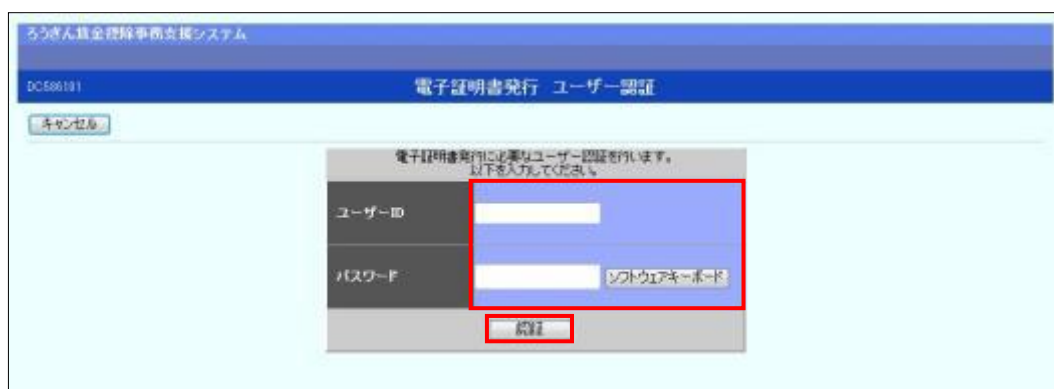 ろうきん賃金控除事務支援システム
DC586101
電子証明書発行 ユーザー認証
キャンセル
電子証明書発行に必要なユーザー認証を行います。
以下を入力してください。
ユーザーID
パスワード
ソフトウェアキーボード
認証